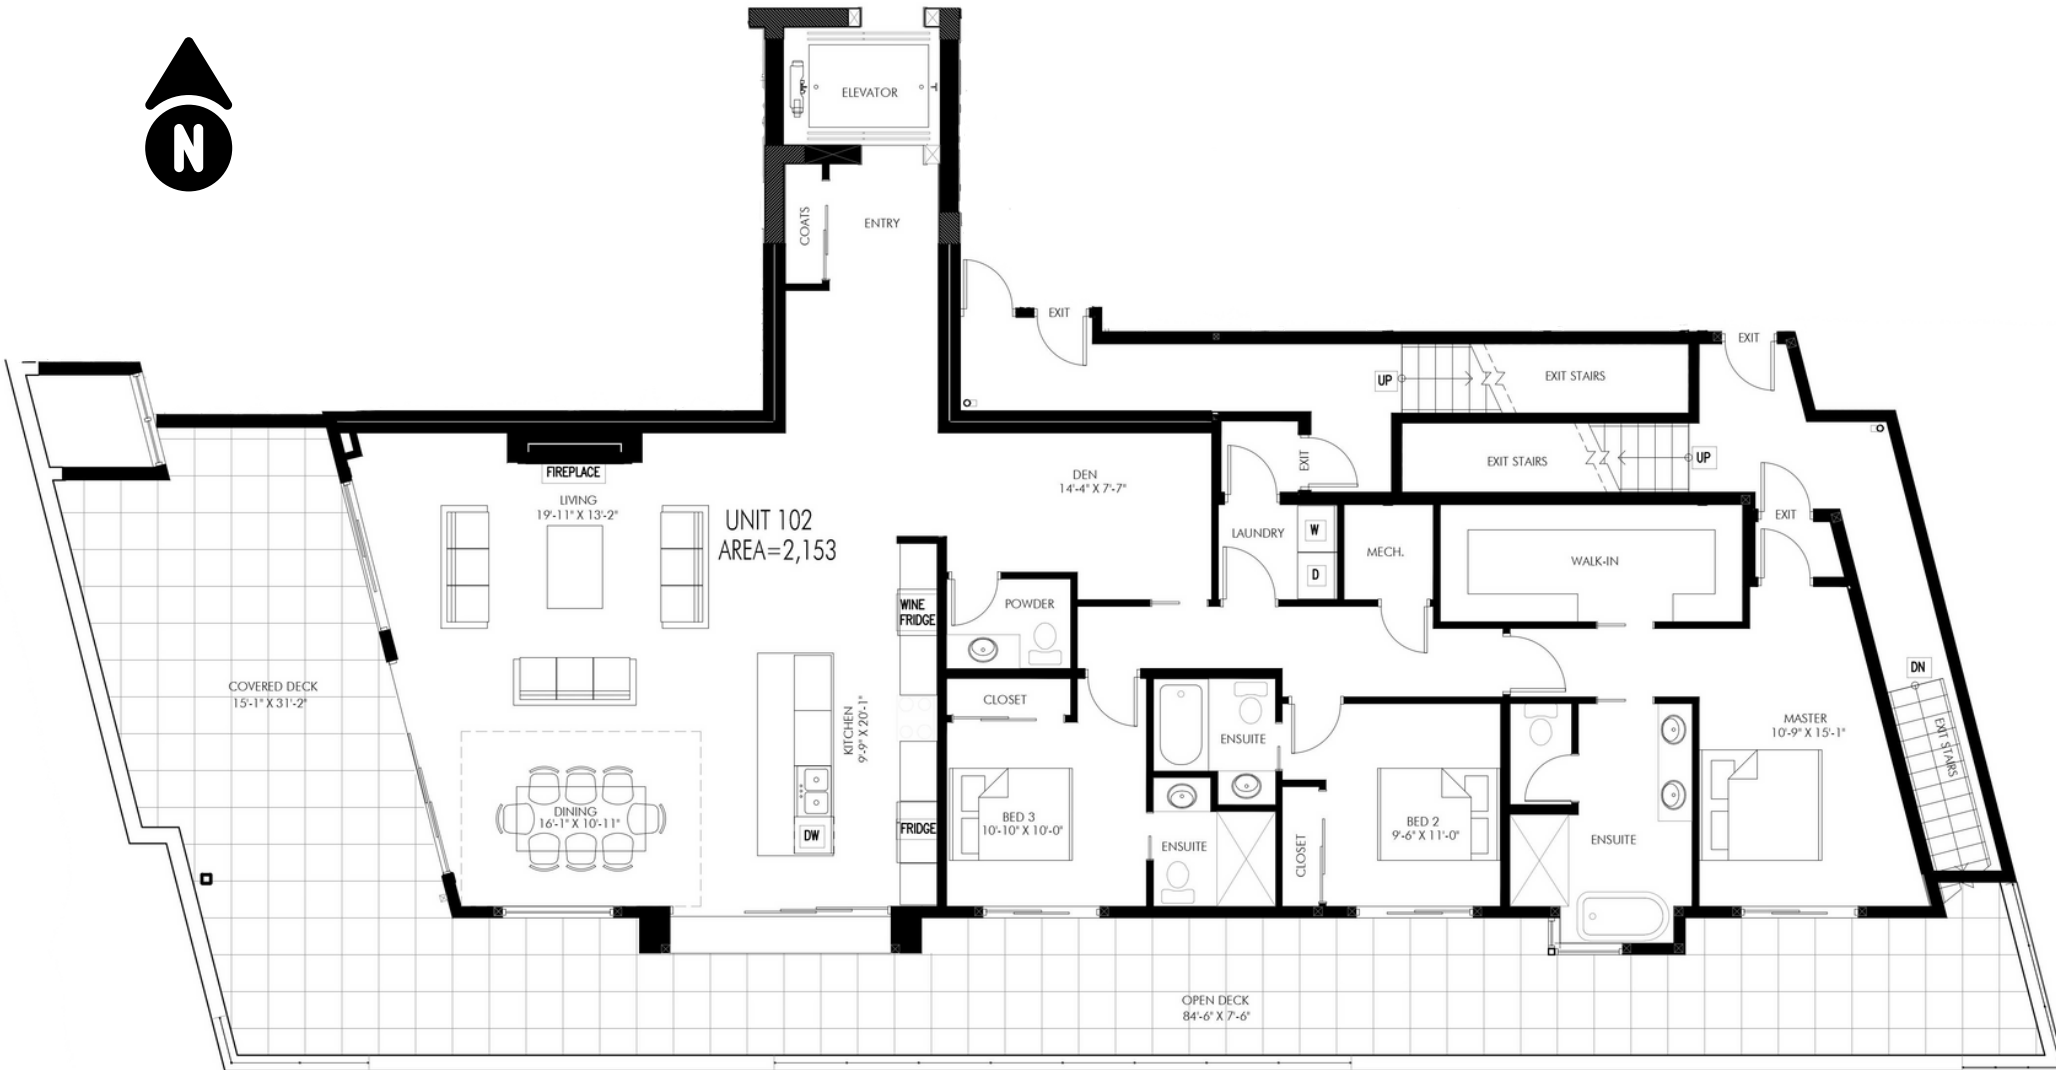 N
ELEVATOR
COATS
ENTRY
EXIT
EXIT
UP
EXIT STAIRS
EXIT STAIRS
UP
FIREPLACE
LIVING
19'-11" X 13'-2"
UNIT 102
AREA=2,153
DEN
14'-4" X 7'-7"
EXIT
LAUNDRY
W
D
MECH.
WALK-IN
EXIT
WINE
FRIDGE
POWDER
COVERED DECK
15'-1" X 31'-2"
KITCHEN
9'-9" X 20'-1"
CLOSET
ENSUITE
DN
EXIT STAIRS
MASTER
10'-9" X 15'-1"
DINING
16'-1" X 10'-11"
DW
FRIDGE
BED 3
10'-10" X 10'-0"
ENSUITE
CLOSET
BED 2
9'-6" X 11'-0"
ENSUITE
OPEN DECK
84'-6" X 7'-6"